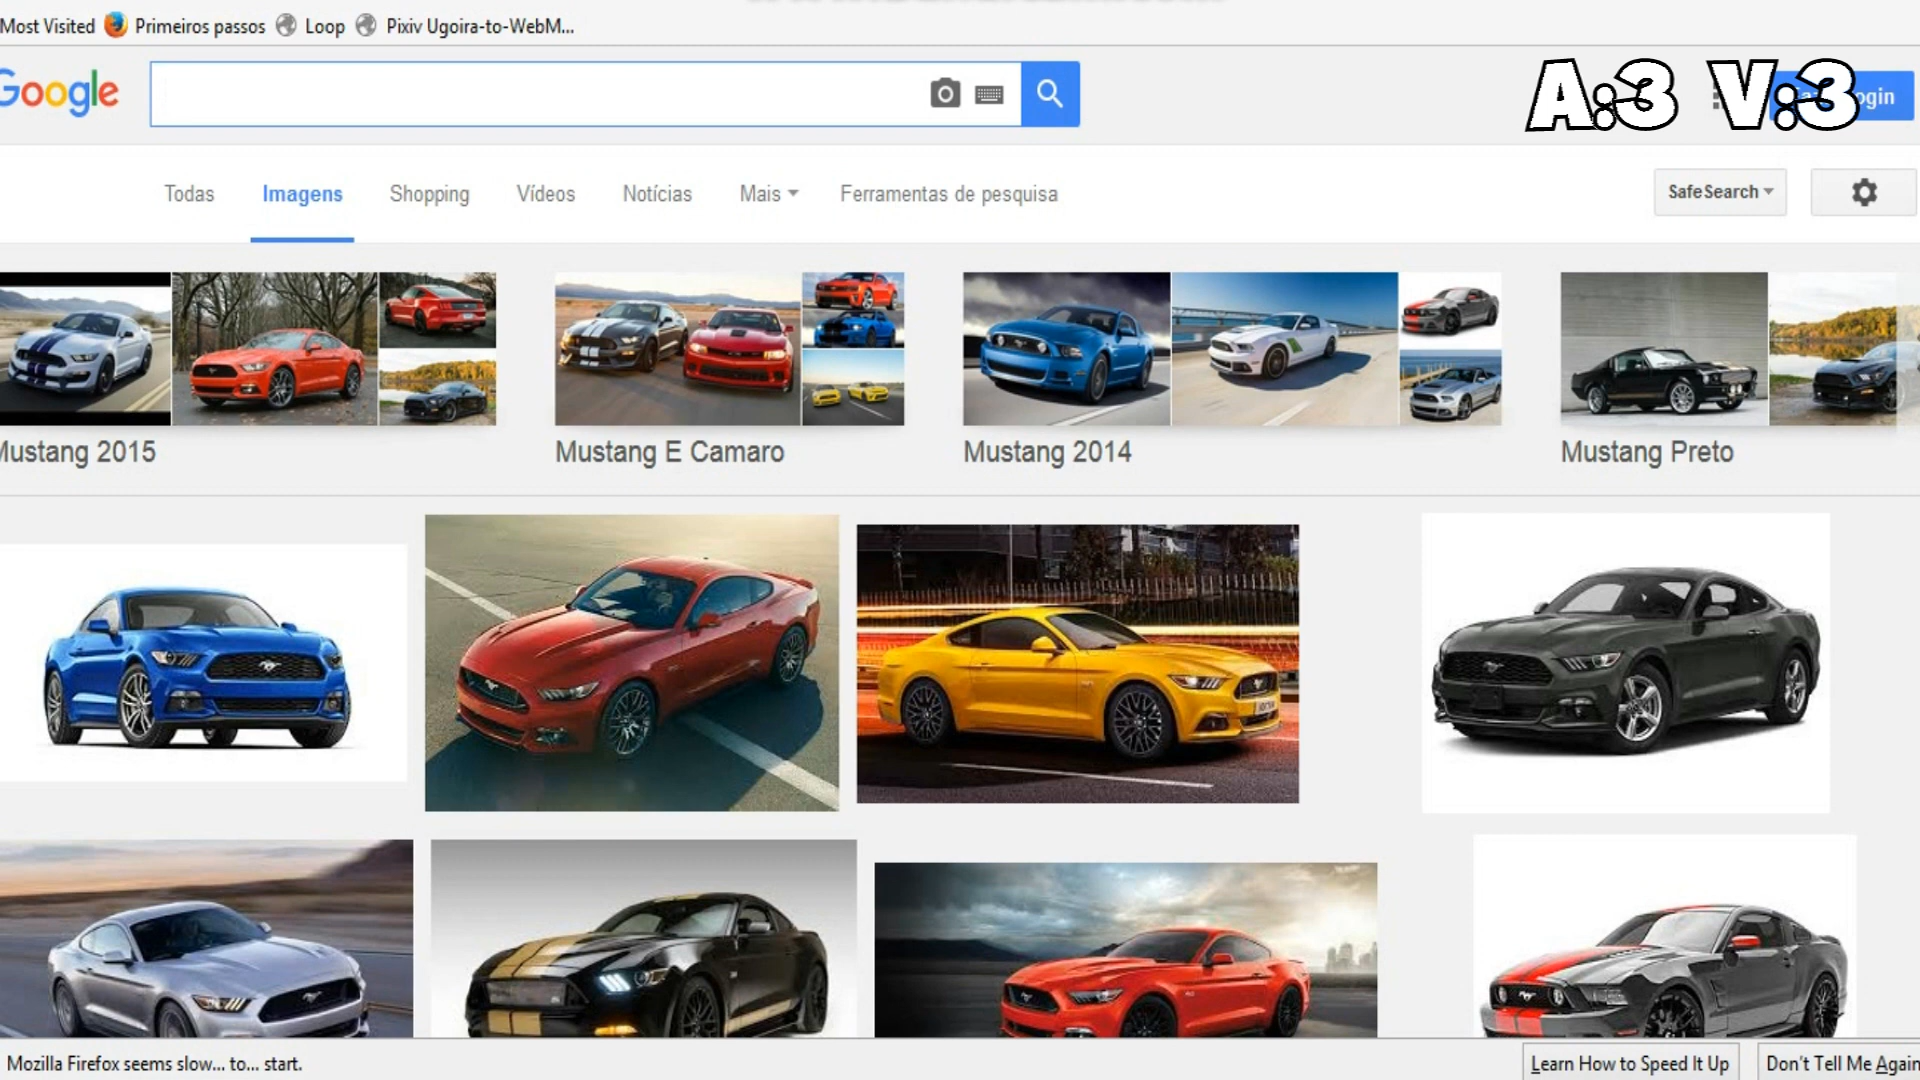 Most Visited Primeiros passos Loop Pixiv Ugoira-to-WebM...
Google
A:3 V:3
ogin
Todas Imagens Shopping Vídeos Notícias Mais Ferramentas de pesquisa SafeSearch
Mustang 2015 Mustang E Camaro Mustang 2014 Mustang Preto
Mozilla Firefox seems slow... to... start. Learn How to Speed It Up Don't Tell Me Again